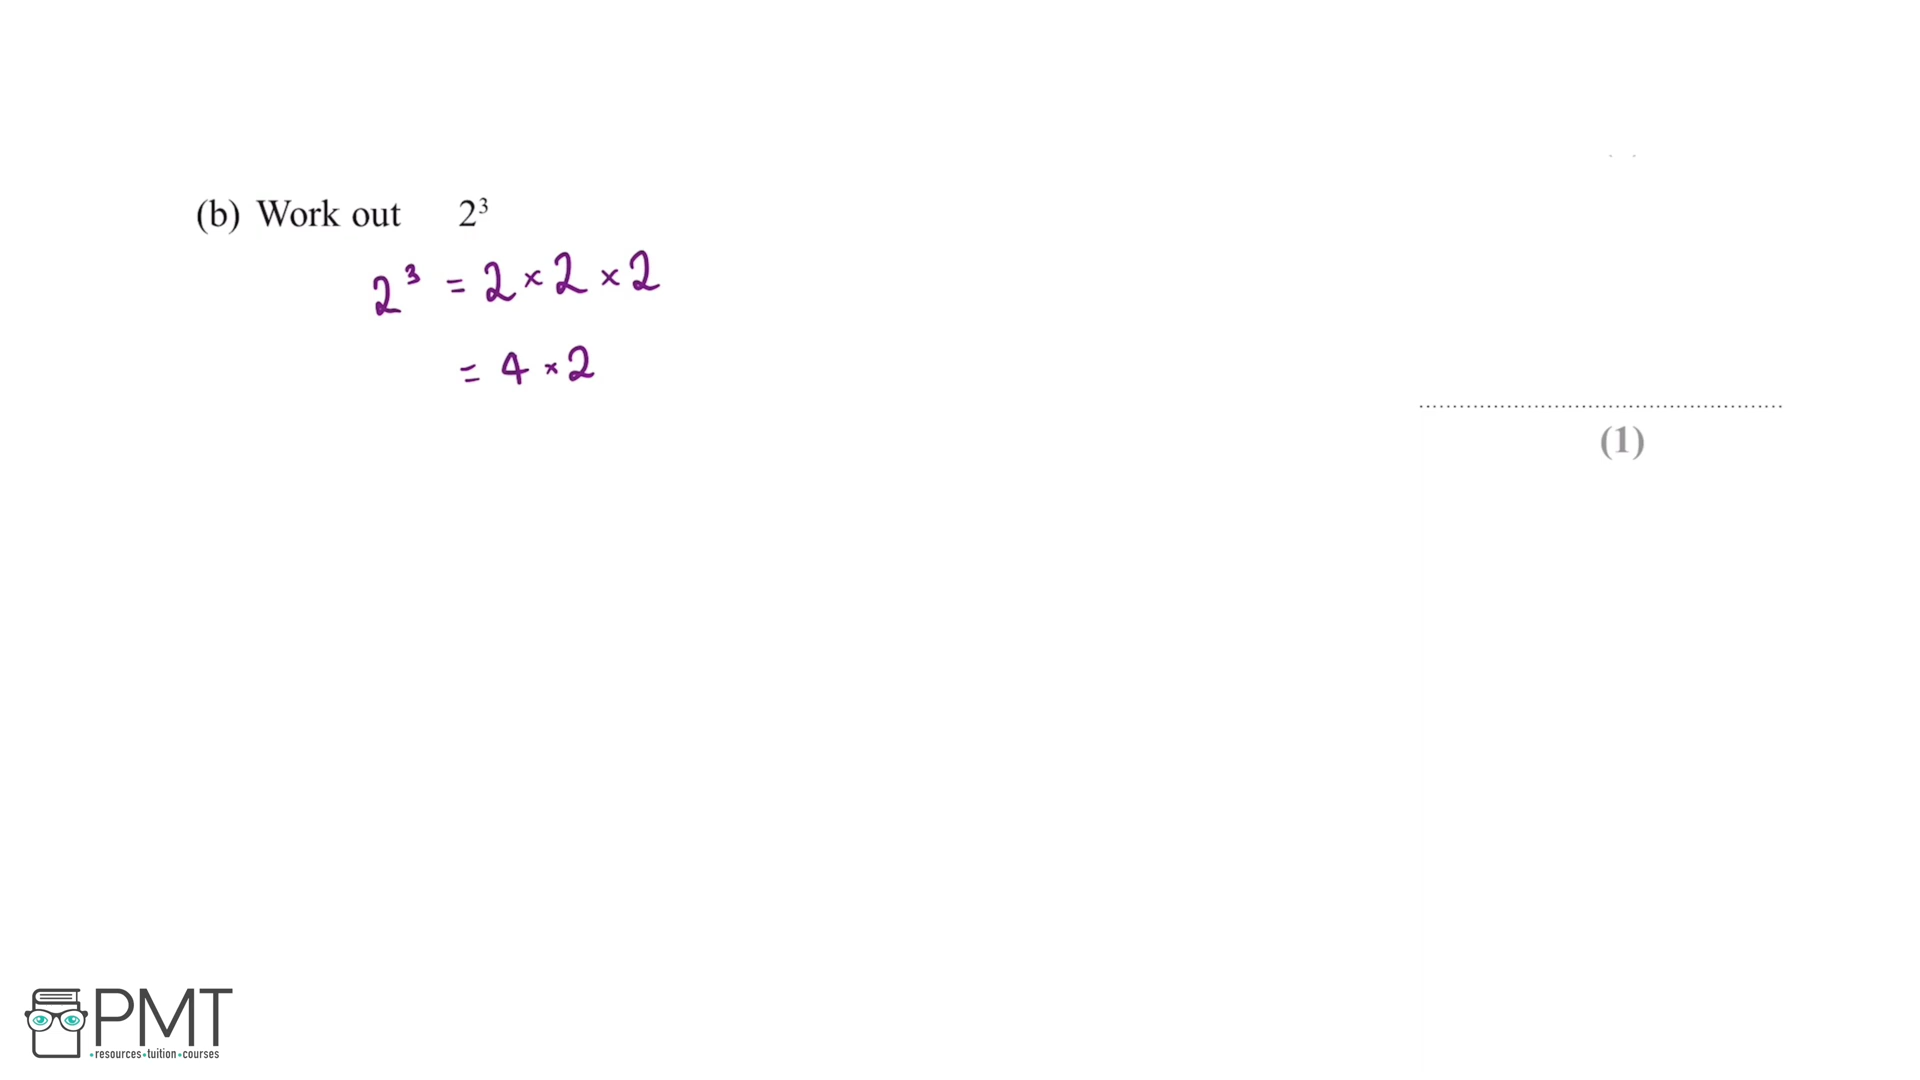 (b) Work out 2³
2³ = 2 × 2 × 2
= 4 × 2
(1)
PMT
•resources•tuition•courses